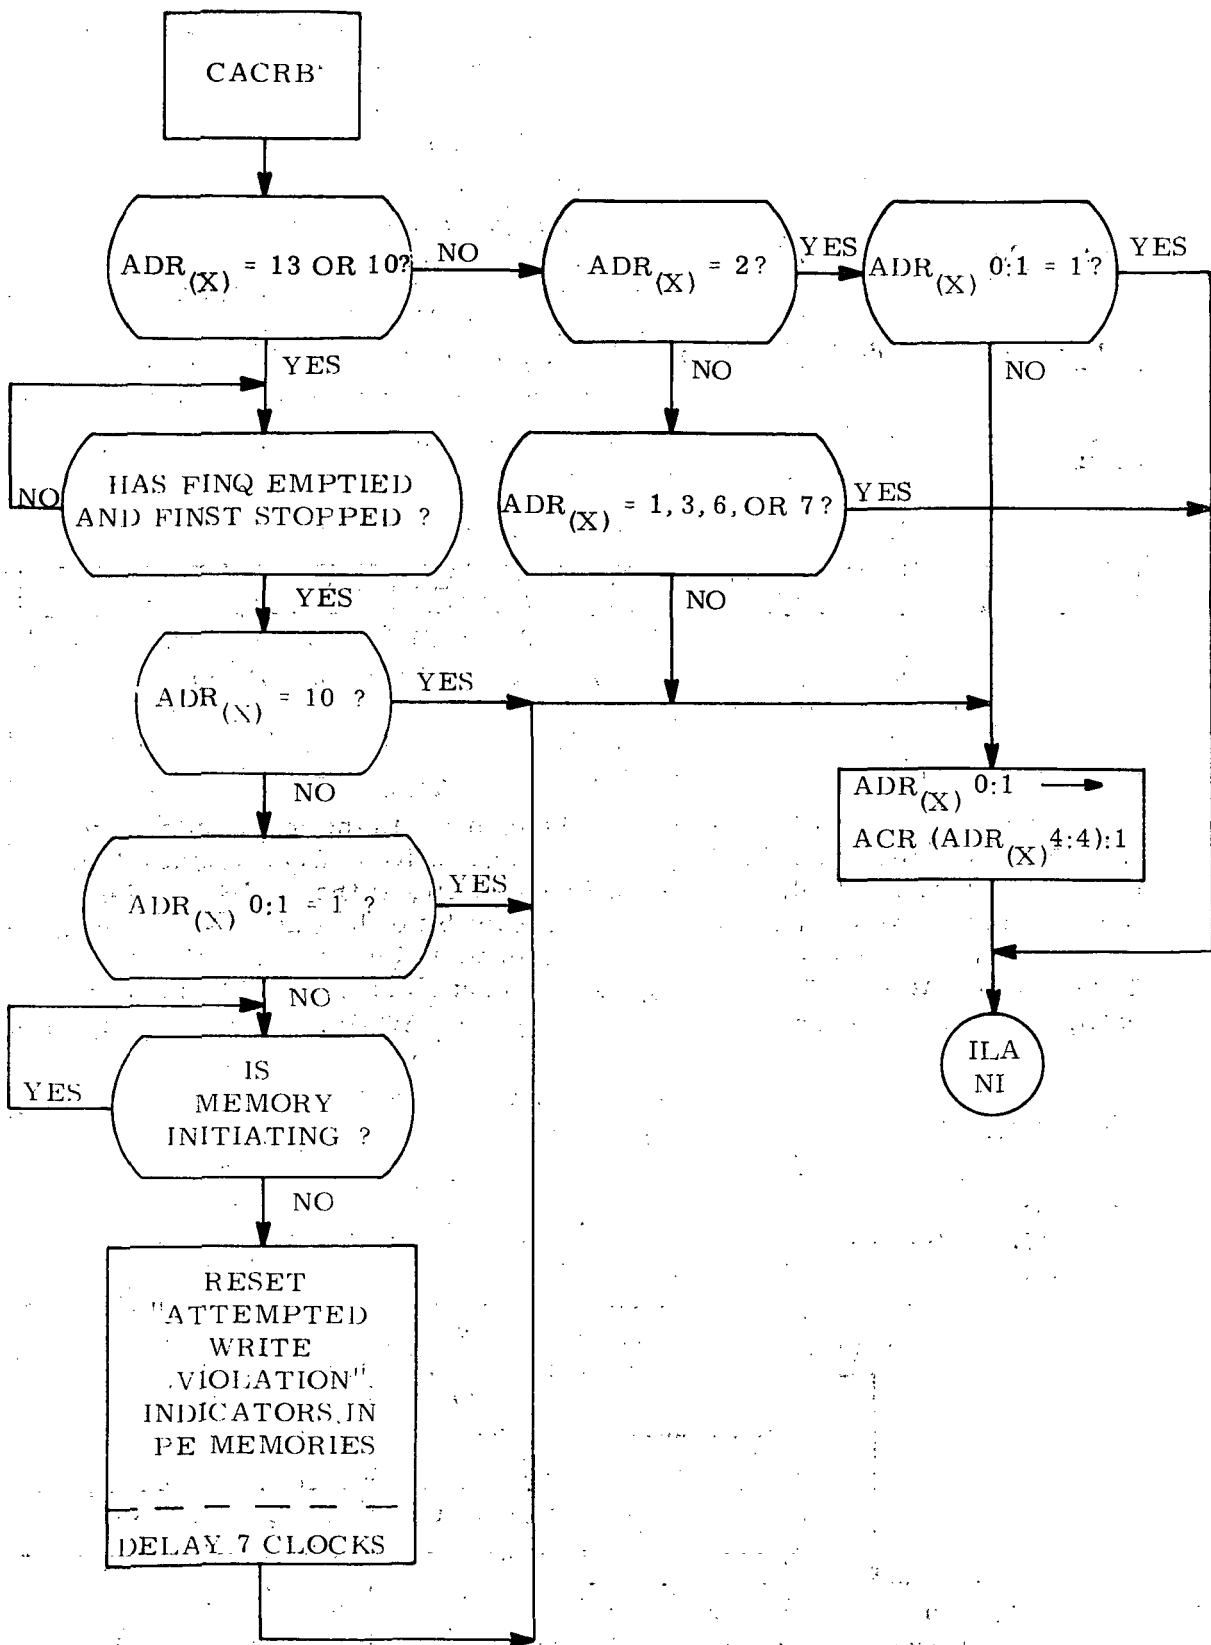 CACRB
ADR(X) = 13 OR 10?
NO
ADR(X) = 2?
YES
ADR(X) 0:1 = 1?
YES
YES
NO
NO
HAS FINQ EMPTIED
AND FINST STOPPED ?
NO
ADR(X) = 1, 3, 6, OR 7?
YES
YES
NO
ADR(X) = 10 ?
YES
NO
ADR(X) 0:1 →
ACR (ADR(X) 4:4):1
ADR(X) 0:1 = 1 ?
YES
NO
IS
MEMORY
INITIATING ?
YES
NO
ILA
NI
RESET
"ATTEMPTED
WRITE
VIOLATION"
INDICATORS IN
PE MEMORIES
DELAY 7 CLOCKS